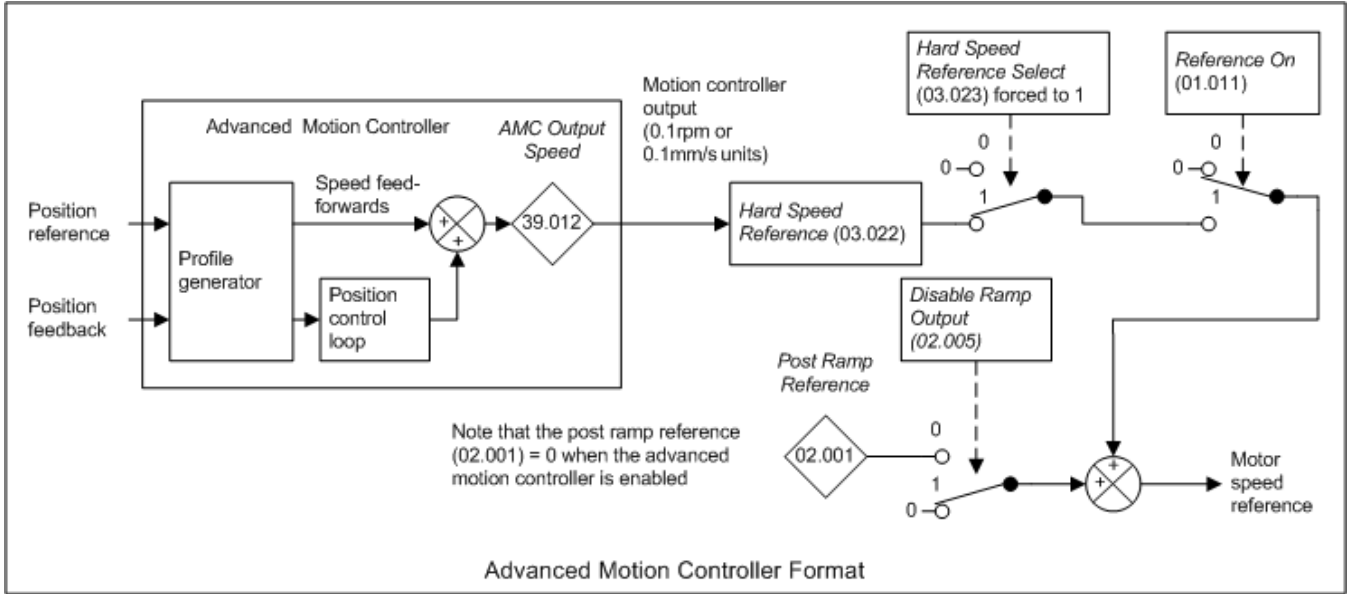 Advanced Motion Controller
Position
reference
Position
feedback
Profile
generator
Speed feed-
forwards
Position
control
loop
+
+
AMC Output
Speed
39.012
Motion controller
output
(0.1rpm or
0.1mm/s units)
Hard Speed
Reference (03.022)
Hard Speed
Reference Select
(03.023) forced to 1
0
0
1
Reference On
(01.011)
0
0
1
Disable Ramp
Output
(02.005)
Post Ramp
Reference
02.001
0
1
0
+
+
Motor
speed
reference
Note that the post ramp reference
(02.001) = 0 when the advanced
motion controller is enabled
Advanced Motion Controller Format